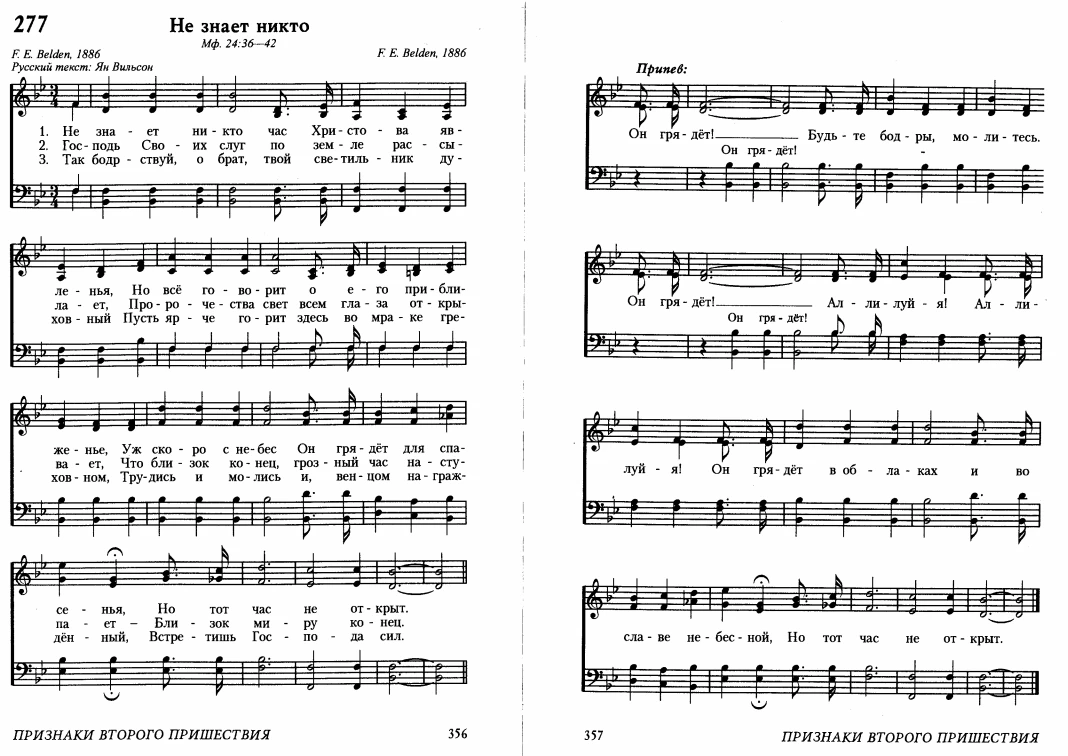 277
Не знает никто
Мф. 24:36—42
F. E. Belden, 1886
F. E. Belden, 1886
Русский текст: Ян Вильсон
1. Не зна - ет ни - кто час Хри - сто - ва яв -
2. Гос - подь Сво - их слуг по зем - ле рас - сы -
3. Так бодр - ствуй, о брат, твой све - тиль - ник ду -
ле - нья, Но всё го - во - рит о е - го при - бли -
ла - ет, Про - ро - че - ства свет всем гла - за от - кры -
хов - ный Пусть яр - че го - рит здесь во мра - ке гре -
же - нье, Уж ско - ро с не - бес Он гря - дёт для спа -
ва - ет, Что бли - зок ко - нец, гроз - ный час на - сту -
хов - ном, Тру - дись и мо - лись и, вен - цом на - граж -
се - нья, Но тот час не от - крыт.
па - ет — Бли - зок ми - ру ко - нец.
дён - ный, Встре - тишь Гос - по - да сил.
ПРИЗНАКИ ВТОРОГО ПРИШЕСТВИЯ 356
Припев:
Он гря - дёт! Будь - те бод - ры, мо - ли - тесь.
Он гря - дёт!
Он гря - дёт! Ал - ли - луй - я! Ал - ли -
Он гря - дёт!
луй - я! Он гря - дёт в об - ла - ках и во
сла - ве не - бес - ной, Но тот час не от - крыт.
357 ПРИЗНАКИ ВТОРОГО ПРИШЕСТВИЯ